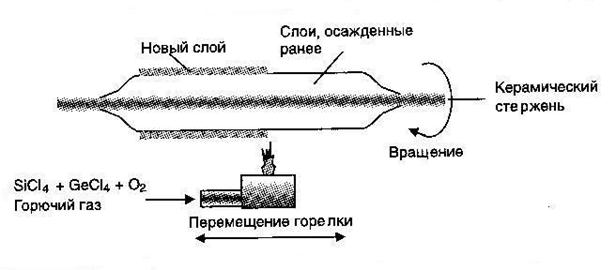 Слои, осажденные
ранее
Новый слой
Керамический
стержень
Вращение
SiCl4 + GeCl4 + O2
Горючий газ
Перемещение горелки